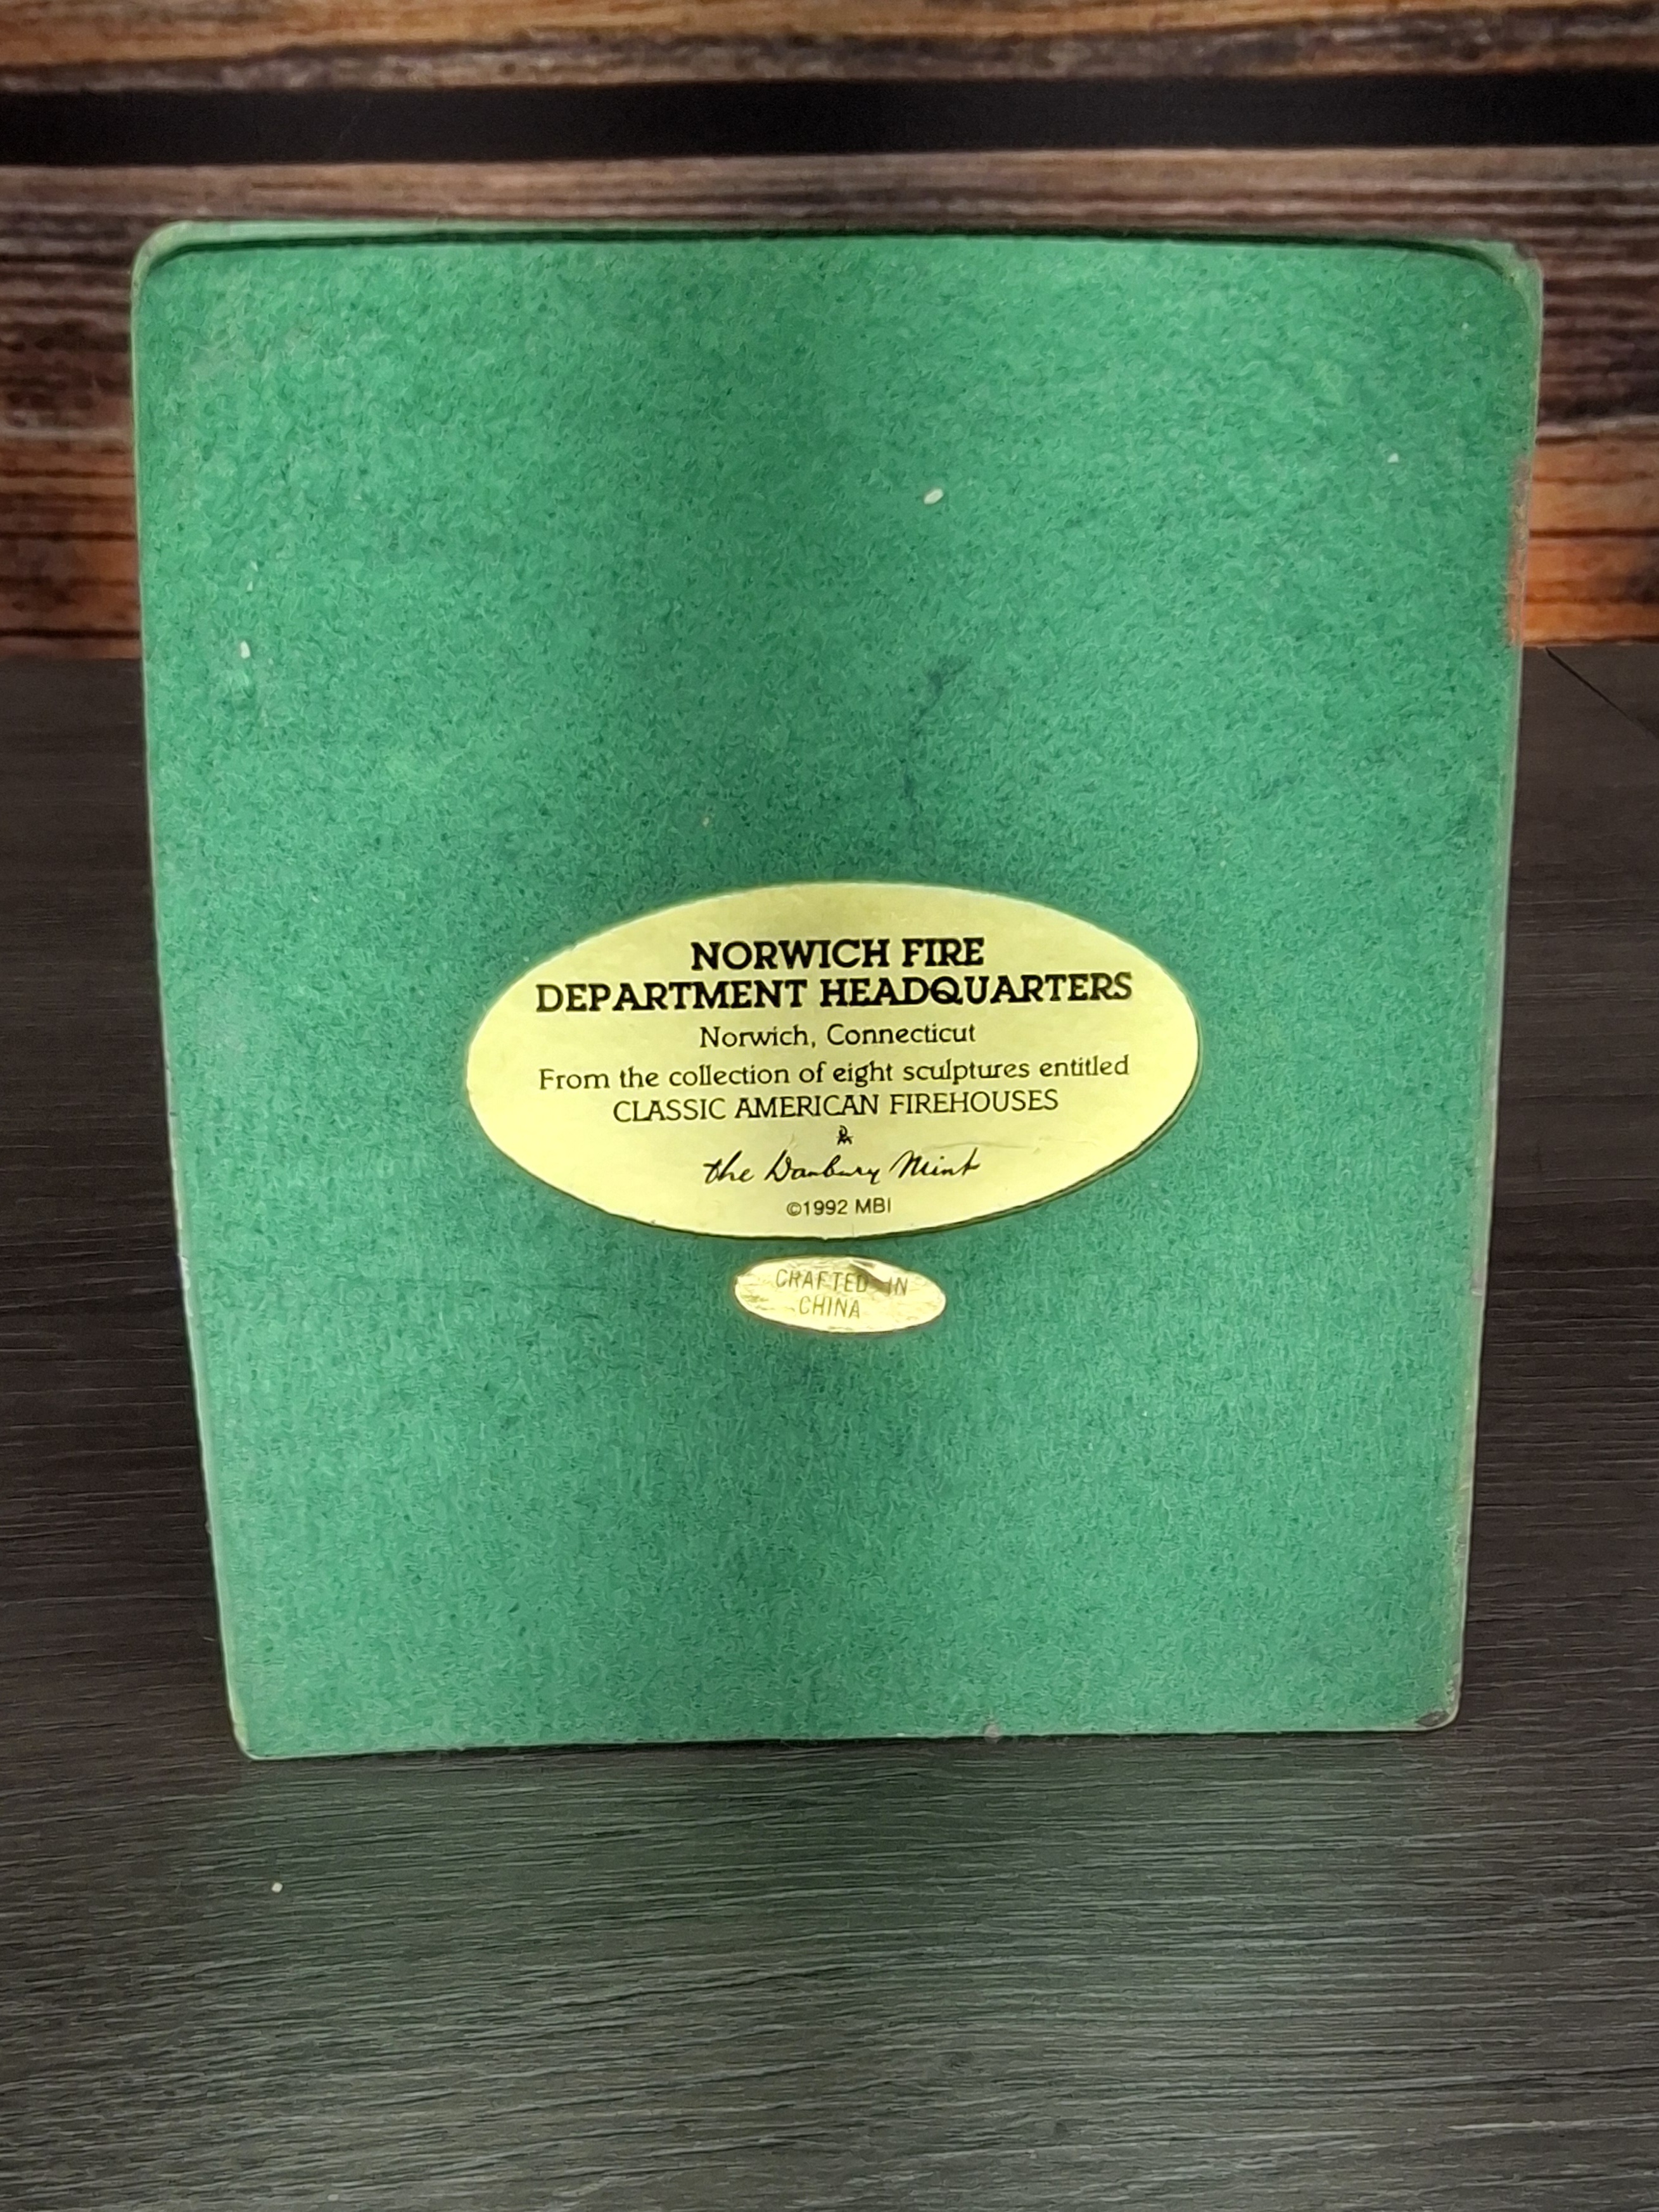 NORWICH FIRE
DEPARTMENT HEADQUARTERS
Norwich, Connecticut
From the collection of eight sculptures entitled
CLASSIC AMERICAN FIREHOUSES
the Danbury Mint
©1992 MBI
CRAFTED IN
CHINA